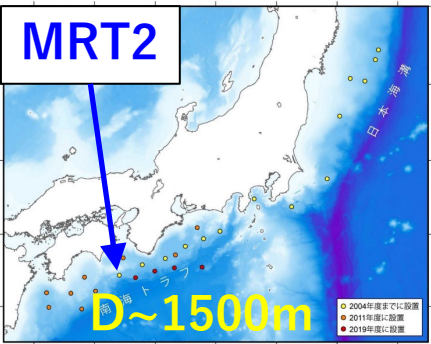 MRT2
日本海溝
南海トラフ
D~1500m
2004年度までに設置
2011年度に設置
2019年度に設置